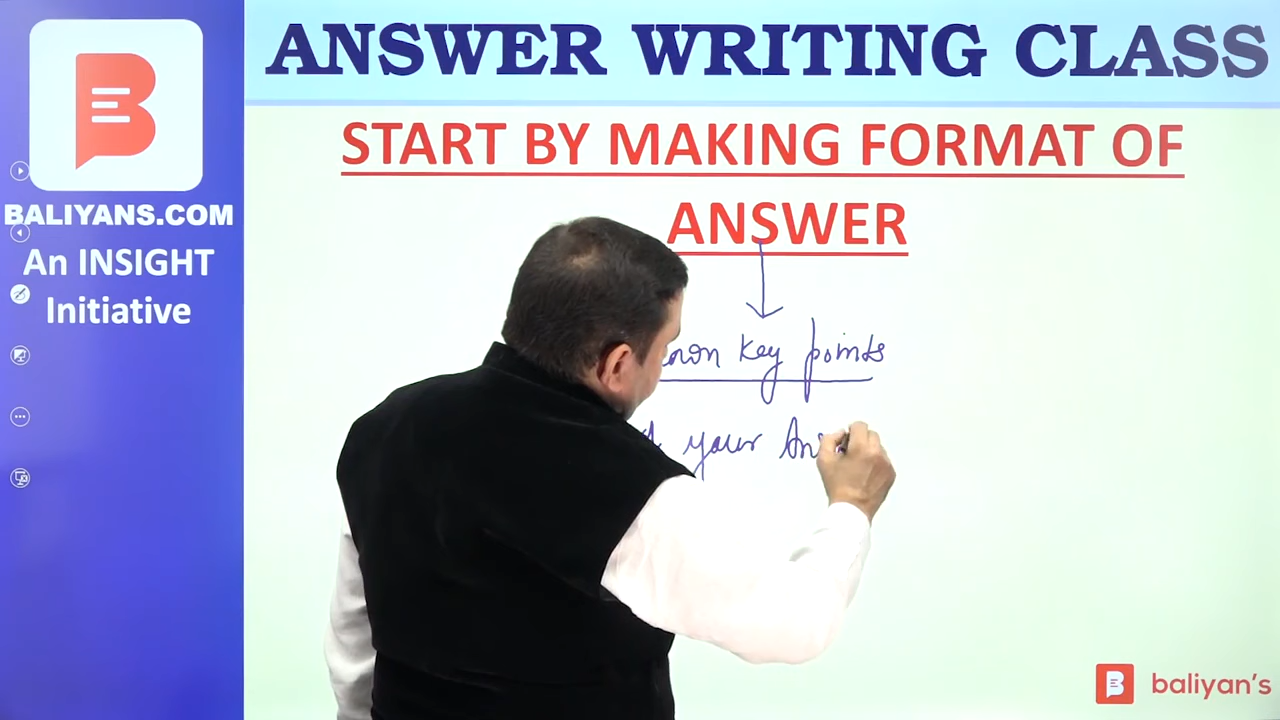 ANSWER WRITING CLASS
START BY MAKING FORMAT OF
ANSWER
BALIYANS.COM
An INSIGHT
Initiative
key points
your
baliyan's